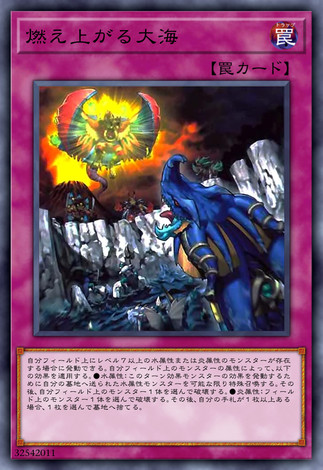 燃え上がる大海
トラップ
罠
【罠カード】
自分フィールド上にレベル７以上の水属性または炎属性のモンスターが存在
する場合に発動できる。自分フィールド上のモンスターの属性によって、以下
の効果を適用する。●水属性：このターン効果モンスターの効果を発動するた
めに自分の墓地へ送られた水属性モンスターを可能な限り特殊召喚する。その
後、自分フィールド上のモンスター１体を選んで破壊する。●炎属性：フィール
ド上のモンスター１体を選んで破壊する。その後、自分の手札が１枚以上ある
場合、１枚を選んで墓地へ捨てる。
32542011